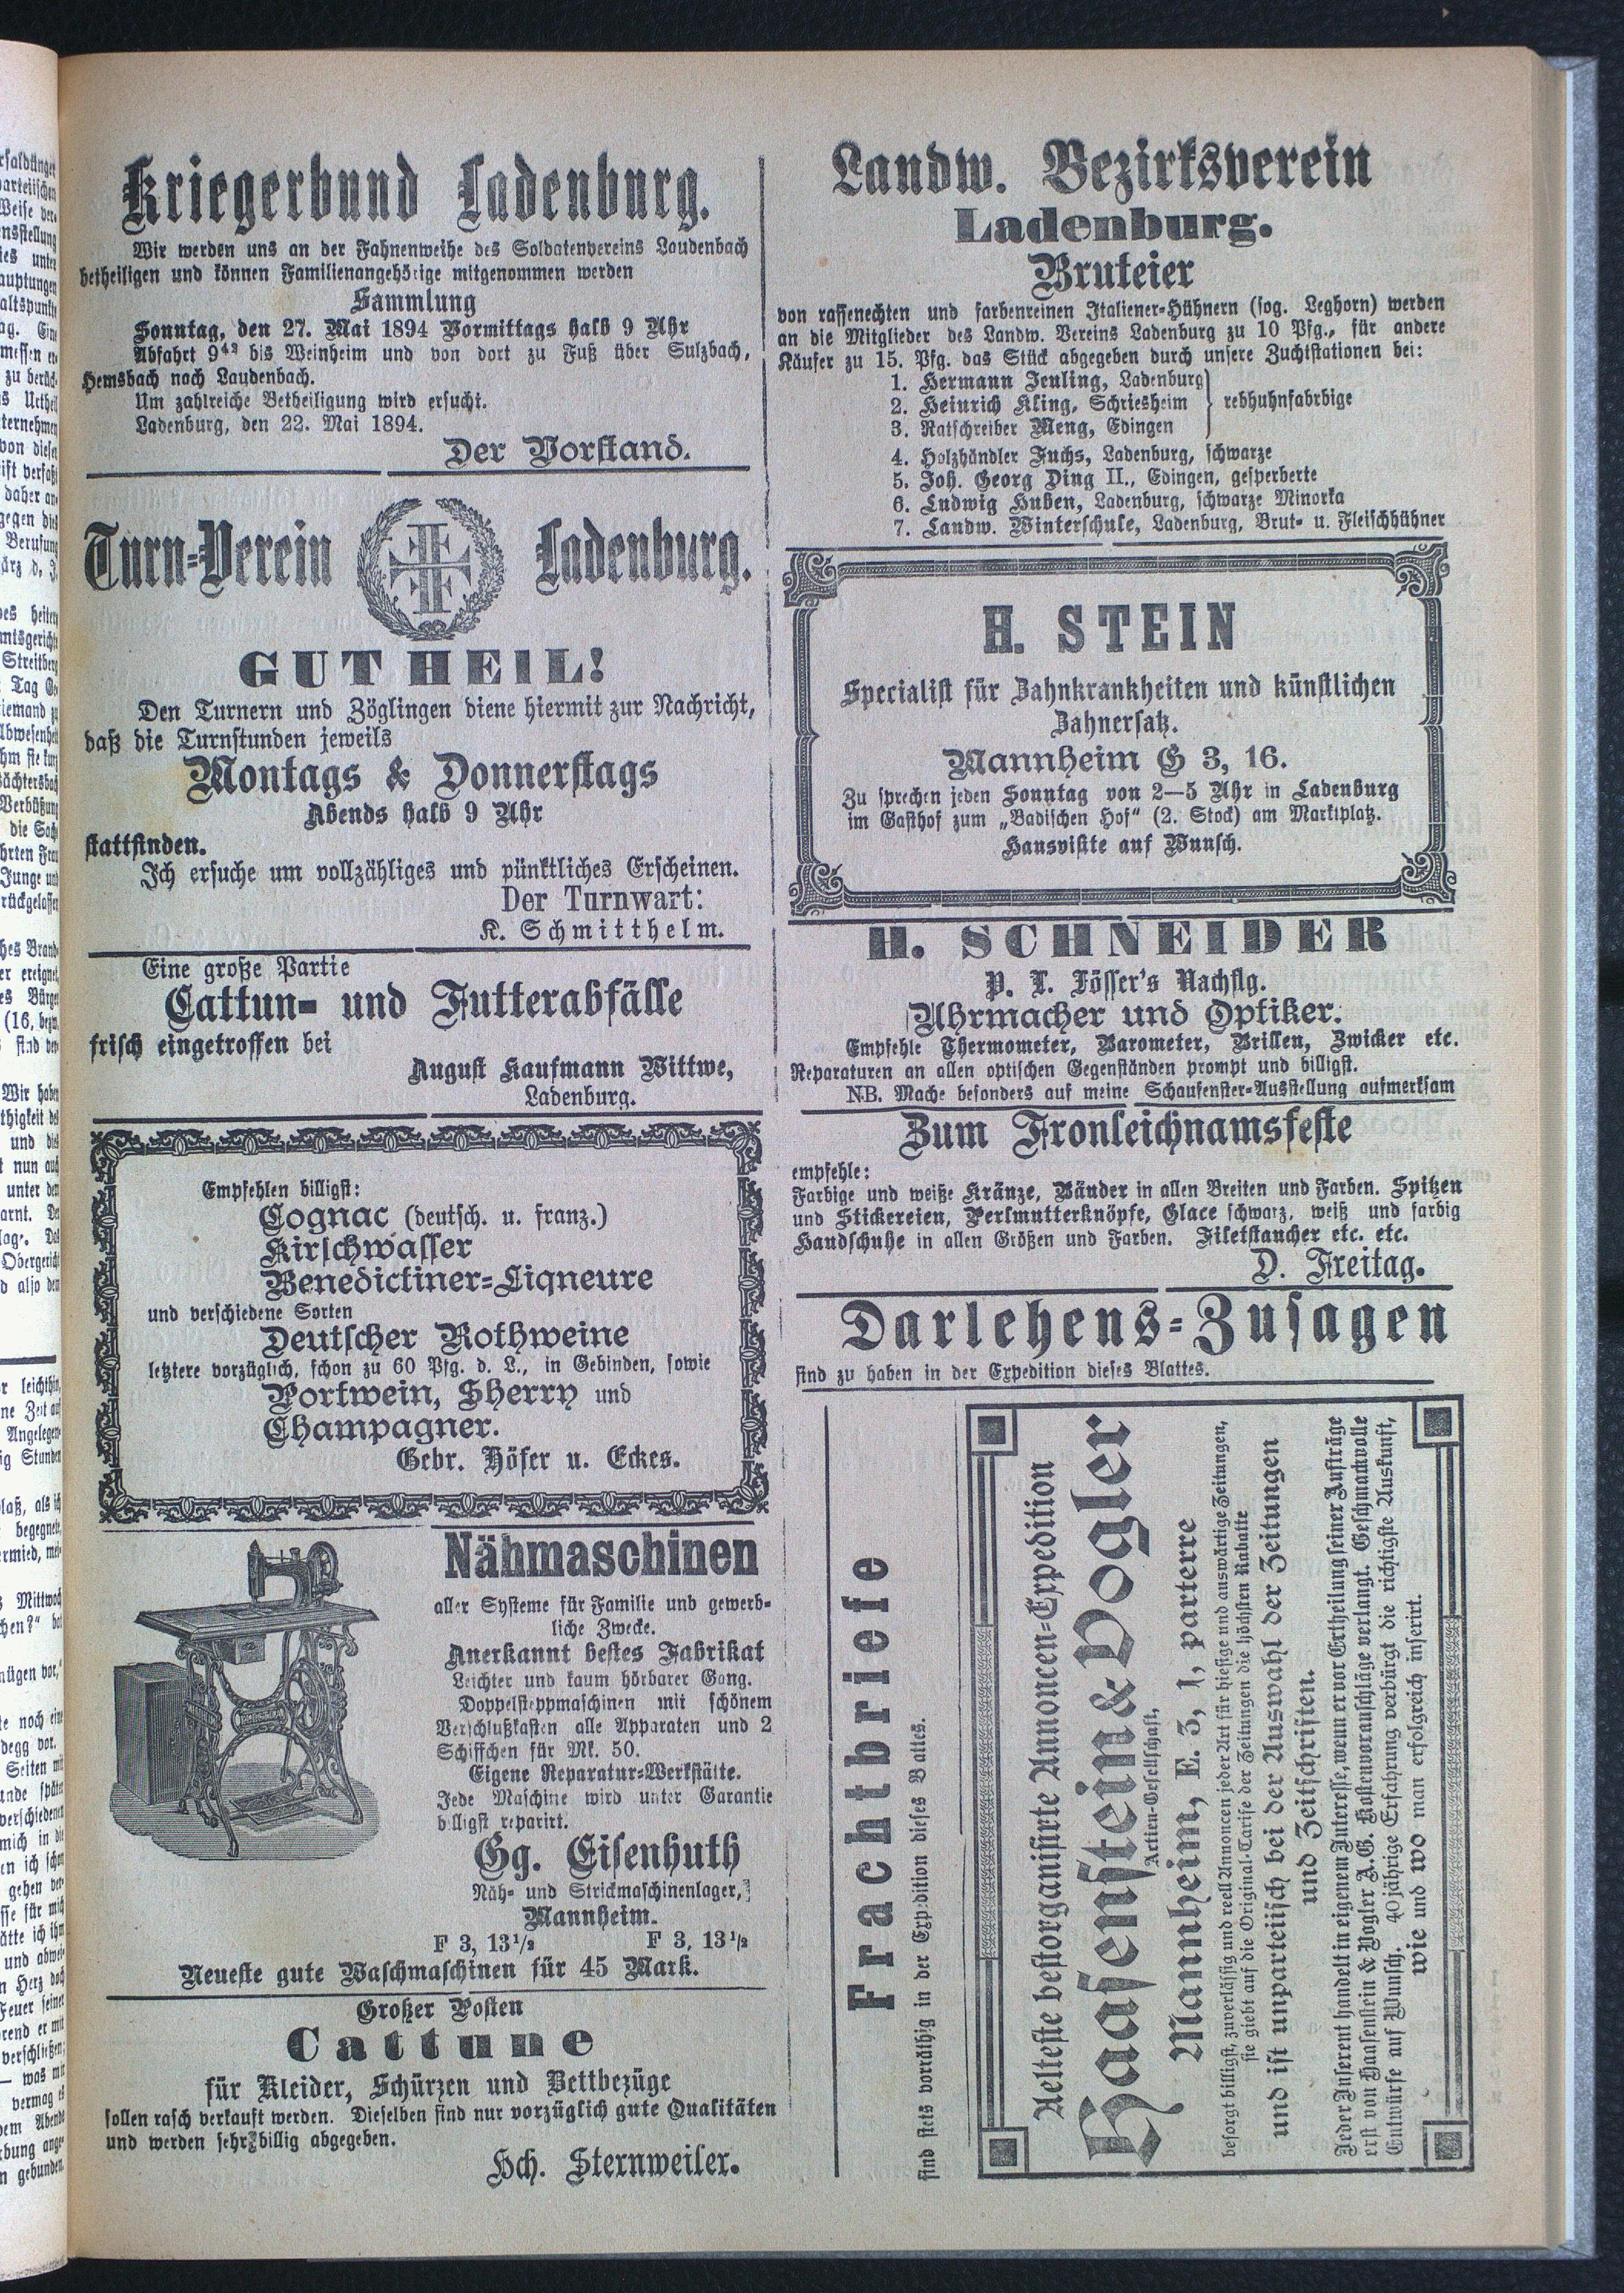 Kriegerbund Ladenburg.
Wir werden uns an der Fahnenweihe des Soldatenvereins Laudenbach
betheiligen und können Familienangehörige mitgenommen werden
Sammlung
Sonntag, den 27. Mai 1894 Vormittags halb 9 Uhr
Abfahrt 9⁴³ bis Weinheim und von dort zu Fuß über Sulzbach,
Hemsbach nach Laudenbach.
Um zahlreiche Betheiligung wird ersucht.
Ladenburg, den 22. Mai 1894.
Der Vorstand.
Turn-Verein Ladenburg.
GUT HEIL!
Den Turnern und Zöglingen diene hiermit zur Nachricht,
daß die Turnstunden jeweils
Montags & Donnerstags
Abends halb 9 Uhr
stattfinden.
Ich ersuche um vollzähliges und pünktliches Erscheinen.
Der Turnwart:
K. Schmitthelm.
Eine große Partie
Cattun- und Futterabfälle
frisch eingetroffen bei
August Kaufmann Wittwe,
Ladenburg.
Empfehlen billigst:
Cognac (deutsch. u. franz.)
Kirschwasser
Benedictiner-Liqneure
und verschiedene Sorten
Deutscher Rothweine
letztere vorzüglich, schon zu 60 Pfg. d. L., in Gebinden, sowie
Portwein, Sherry und
Champagner.
Gebr. Höfer u. Eckes.
Nähmaschinen
aller Systeme für Familie und gewerb-
liche Zwecke.
Anerkannt bestes Fabrikat
Leichter und kaum hörbarer Gang.
Doppelsteppmaschinen mit schönem
Verschlußkasten alle Apparaten und 2
Schiffchen für Mk. 50.
Eigene Reparatur-Werkstätte.
Jede Maschine wird unter Garantie
billigst reparirt.
Gg. Eisenhuth
Näh- und Strickmaschinenlager,
Mannheim.
F 3, 13½ F 3, 13½
Neueste gute Waschmaschinen für 45 Mark.
Großer Posten
Cattune
für Kleider, Schürzen und Bettbezüge
sollen rasch verkauft werden. Dieselben sind nur vorzüglich gute Qualitäten
und werden sehr billig abgegeben.
Hch. Sternweiler.
Landw. Bezirksverein
Ladenburg.
Bruteier
von rassenechten und farbenreinen Italiener-Hühnern (sog. Leghorn) werden
an die Mitglieder des Landw. Vereins Ladenburg zu 10 Pfg., für andere
Käufer zu 15. Pfg. das Stück abgegeben durch unsere Zuchtstationen bei:
1. Hermann Jeuling, Ladenburg
2. Heinrich Kling, Schriesheim } rebhuhnfabrbige
3. Ratschreiber Meng, Edingen
4. Holzhändler Fuchs, Ladenburg, schwarze
5. Joh. Georg Ding II., Edingen, gesperberte
6. Ludwig Huben, Ladenburg, schwarze Minorka
7. Landw. Winterschule, Ladenburg, Brut- u. Fleischhühner
H. STEIN
Specialist für Zahnkrankheiten und künstlichen
Zahnersatz.
Mannheim G 3, 16.
Zu sprechen jeden Sonntag von 2—5 Uhr in Ladenburg
im Gasthof zum „Badischen Hof“ (2. Stock) am Marktplatz.
Hausvisite auf Wunsch.
H. SCHNEIDER
P. L. Lösser's Nachflg.
Uhrmacher und Optiker.
Empfehle Thermometer, Barometer, Brillen, Zwicker etc.
Reparaturen an allen optischen Gegenständen prompt und billigst.
NB. Mache besonders auf meine Schaufenster-Ausstellung aufmerksam
Zum Fronleichnamsfeste
empfehle:
Farbige und weiße Kränze, Bänder in allen Breiten und Farben. Spitzen
und Stickereien, Perlmutterknöpfe, Glace schwarz, weiß und farbig
Handschuhe in allen Größen und Farben. Filetstaucher etc. etc.
D. Freitag.
Darlehens-Zusagen
sind zu haben in der Expedition dieses Blattes.
Frachtbriefe
sind stets voräthig in der Expedition dieses Blattes.
Aelteste bestorganisirte Annoncen-Expedition
Haasenstein & Vogler
Actien-Gesellschaft,
Mannheim, E. 3, 1, parterre
besorgt billigst, zuverlässig und reell Annoncen jeder Art für hiesige und auswärtige Zeitungen,
sie giebt auf die Original-Tarife der Zeitungen die höchsten Rabatte
und ist unparteiisch bei der Auswahl der Zeitungen
und Zeitschriften.
Jeder Inserent handelt in eigenem Interesse, wenn er vor Ertheilung seiner Aufträge
erst von Haasenstein & Vogler A.G. Kostenvoranschläge verlangt. Geschmackvolle
Entwürfe auf Wunsch. 40jährige Erfahrung verbürgt die richtigste Auskunft,
wie und wo man erfolgreich inserirt.